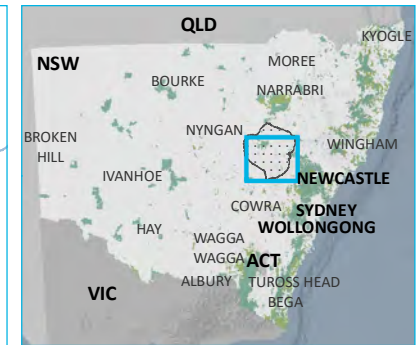 QLD
KYOGLE
NSW
MOREE
BOURKE
NARRABRI
NYNGAN
BROKEN
HILL
WINGHAM
IVANHOE
NEWCASTLE
COWRA
SYDNEY
WOLLONGONG
HAY
WAGGA
WAGGA
ACT
VIC
ALBURY
TUROSS HEAD
BEGA